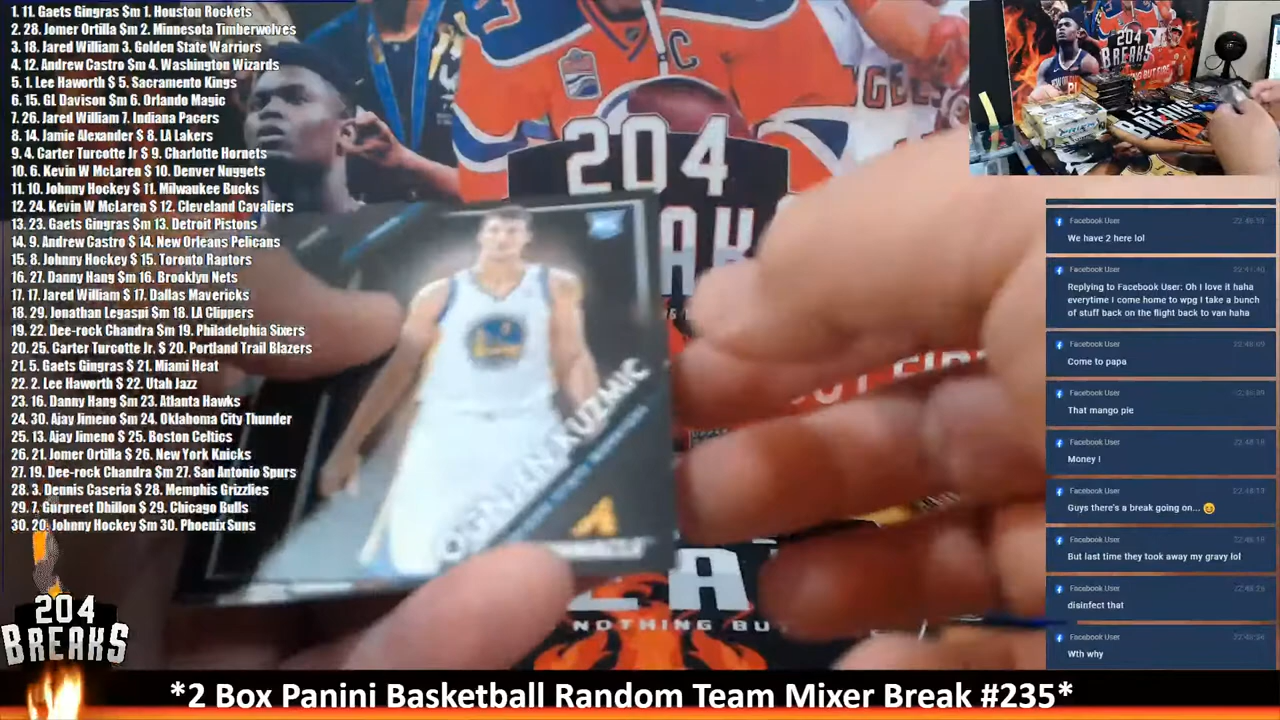 1. 11. Gaets Gingras $m 1. Houston Rockets
2. 28. Jomer Ortilla $m 2. Minnesota Timberwolves
3. 18. Jared William 3. Golden State Warriors
4. 12. Andrew Castro $m 4. Washington Wizards
5. 1. Lee Haworth $ 5. Sacramento Kings
6. 15. GL Davison $m 6. Orlando Magic
7. 26. Jared William 7. Indiana Pacers
8. 14. Jamie Alexander $ 8. LA Lakers
9. 4. Carter Turcotte Jr $ 9. Charlotte Hornets
10. 6. Kevin W McLaren $ 10. Denver Nuggets
11. 10. Johnny Hockey $ 11. Milwaukee Bucks
12. 24. Kevin W McLaren $ 12. Cleveland Cavaliers
13. 23. Gaets Gingras $m 13. Detroit Pistons
14. 9. Andrew Castro $ 14. New Orleans Pelicans
15. 8. Johnny Hockey $ 15. Toronto Raptors
16. 27. Danny Hang $m 16. Brooklyn Nets
17. 17. Jared William $ 17. Dallas Mavericks
18. 29. Jonathan Legaspi $m 18. LA Clippers
19. 22. Dee-rock Chandra $m 19. Philadelphia Sixers
20. 25. Carter Turcotte Jr. $ 20. Portland Trail Blazers
21. 5. Gaets Gingras $ 21. Miami Heat
22. 2. Lee Haworth $ 22. Utah Jazz
23. 16. Danny Hang $m 23. Atlanta Hawks
24. 30. Ajay Jimeno $m 24. Oklahoma City Thunder
25. 13. Ajay Jimeno $ 25. Boston Celtics
26. 21. Jomer Ortilla $ 26. New York Knicks
27. 19. Dee-rock Chandra $m 27. San Antonio Spurs
28. 3. Dennis Caseria $ 28. Memphis Grizzlies
29. 7. Gurpreet Dhillon $ 29. Chicago Bulls
30. 20. Johnny Hockey $m 30. Phoenix Suns
204
BREAKS
C
204
KUZMIC
NOTHING BU
204
BREAKS
Facebook User
We have 2 here lol
Facebook User
Replying to Facebook User: Oh I love it haha
everytime I come home to wpg I take a bunch
of stuff back on the flight back to van haha
Facebook User
Come to papa
Facebook User
That mango pie
Facebook User
Money !
Facebook User
Guys there's a break going on...
Facebook User
But last time they took away my gravy lol
Facebook User
disinfect that
Facebook User
Wth why
*2 Box Panini Basketball Random Team Mixer Break #235*